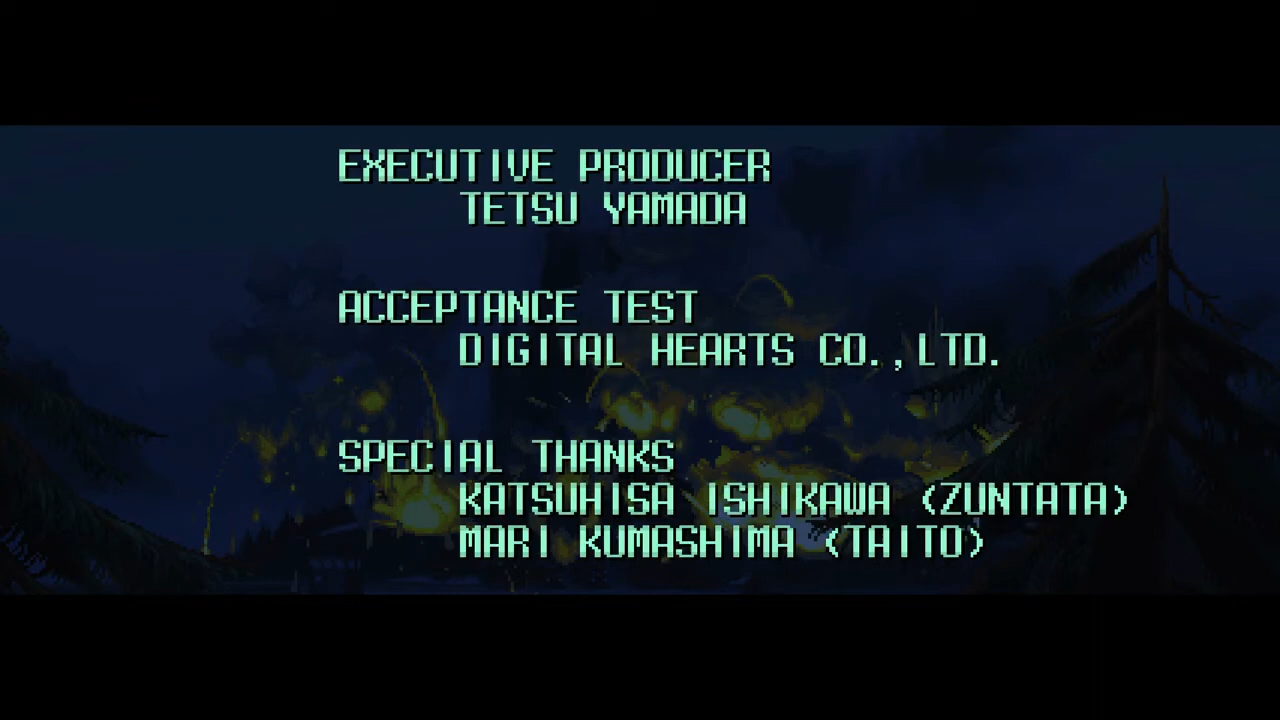 EXECUTIVE PRODUCER
TETSU YAMADA
ACCEPTANCE TEST
DIGITAL HEARTS CO.,LTD.
SPECIAL THANKS
KATSUHISA ISHIKAWA (ZUNTATA)
MARI KUMASHIMA (TAITO)